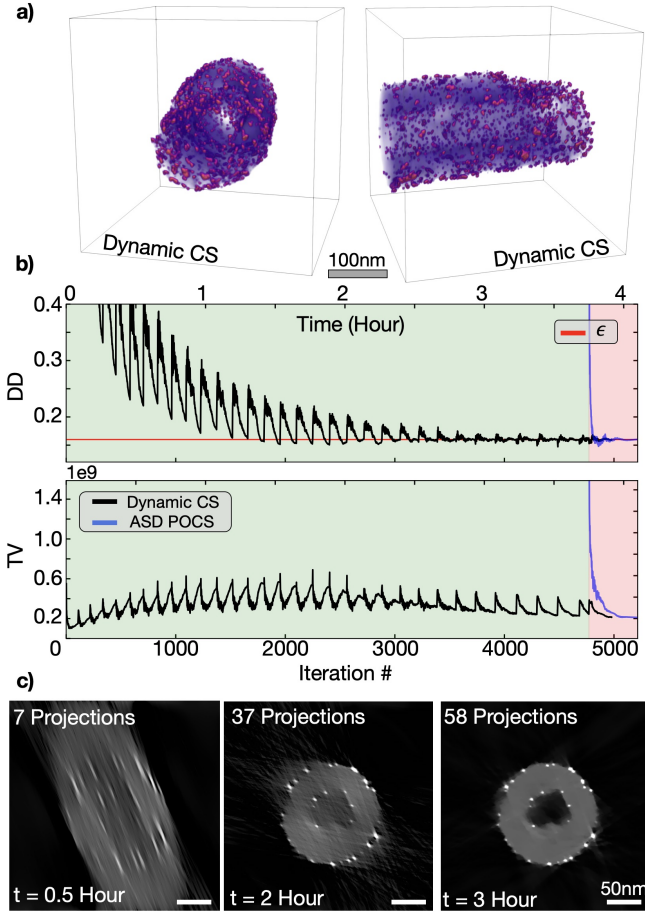 a)
Dynamic CS
Dynamic CS
100nm
b)
0 1 2 3 4
Time (Hour)
ϵ
DD
0.4
0.3
0.2
1e9
Dynamic CS
ASD POCS
TV
1.4
1.0
0.6
0.2
0 1000 2000 3000 4000 5000
Iteration #
c)
7 Projections
t = 0.5 Hour
37 Projections
t = 2 Hour
58 Projections
t = 3 Hour
50nm